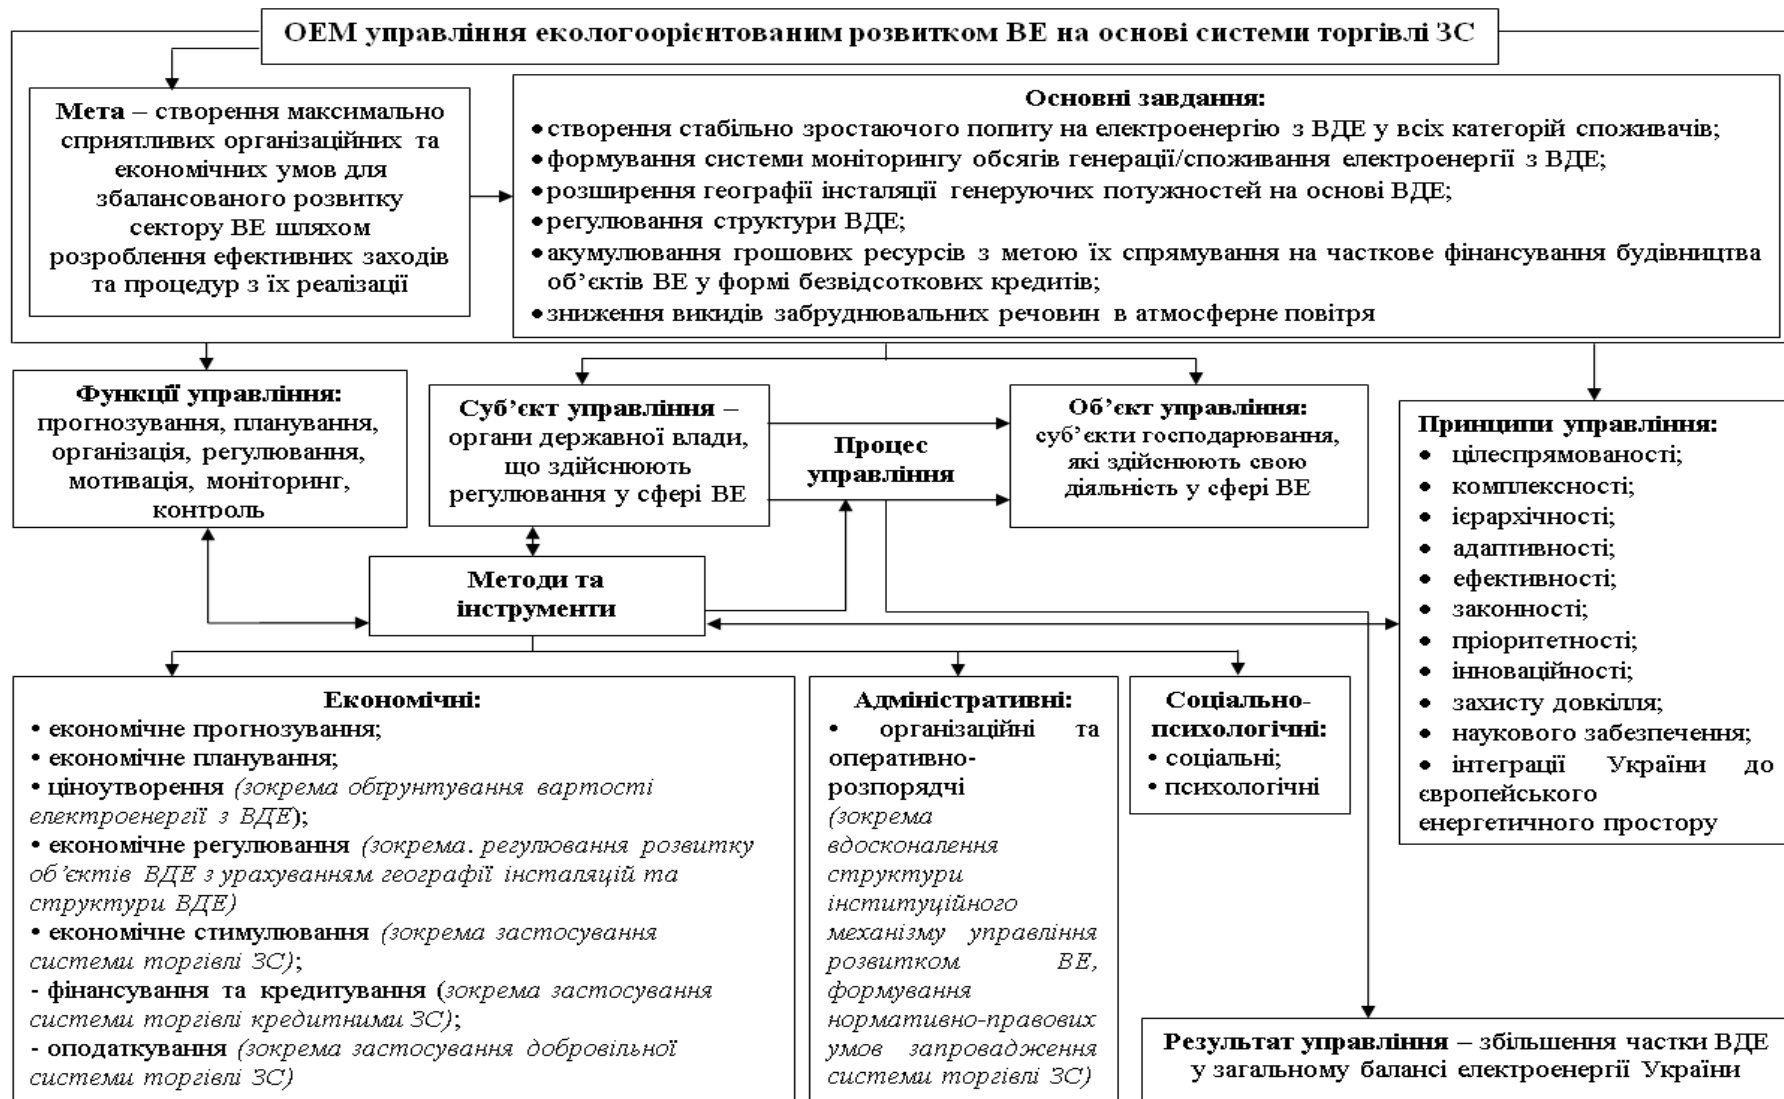 ОЕМ управління екологоорієнтованим розвитком ВЕ на основі системи торгівлі ЗС
Мета – створення максимально
сприятливих організаційних та
економічних умов для
збалансованого розвитку
сектору ВЕ шляхом
розроблення ефективних заходів
та процедур з їх реалізації
Основні завдання:
• створення стабільно зростаючого попиту на електроенергію з ВДЕ у всіх категорій споживачів;
• формування системи моніторингу обсягів генерації/споживання електроенергії з ВДЕ;
• розширення географії інсталяції генеруючих потужностей на основі ВДЕ;
• регулювання структури ВДЕ;
• акумулювання грошових ресурсів з метою їх спрямування на часткове фінансування будівництва
об’єктів ВЕ у формі безвідсоткових кредитів;
• зниження викидів забруднювальних речовин в атмосферне повітря
Функції управління:
прогнозування, планування,
організація, регулювання,
мотивація, моніторинг,
контроль
Суб’єкт управління –
органи державної влади,
що здійснюють
регулювання у сфері ВЕ
Процес
управління
Об’єкт управління:
суб’єкти господарювання,
які здійснюють свою
діяльність у сфері ВЕ
Принципи управління:
• цілеспрямованості;
• комплексності;
• ієрархічності;
• адаптивності;
• ефективності;
• законності;
• пріоритетності;
• інноваційності;
• захисту довкілля;
• наукового забезпечення;
• інтеграції України до
європейського
енергетичного простору
Методи та
інструменти
Економічні:
• економічне прогнозування;
• економічне планування;
• ціноутворення (зокрема обґрунтування вартості
електроенергії з ВДЕ);
• економічне регулювання (зокрема. регулювання розвитку
об’єктів ВДЕ з урахуванням географії інсталяцій та
структури ВДЕ)
• економічне стимулювання (зокрема застосування
системи торгівлі ЗС);
- фінансування та кредитування (зокрема застосування
системи торгівлі кредитними ЗС);
- оподаткування (зокрема застосування добровільної
системи торгівлі ЗС)
Адміністративні:
• організаційні та
оперативно-
розпорядчі
(зокрема
вдосконалення
структури
інституційного
механізму управління
розвитком ВЕ,
формування
нормативно-правових
умов запровадження
системи торгівлі ЗС)
Соціально-
психологічні:
• соціальні;
• психологічні
Результат управління – збільшення частки ВДЕ
у загальному балансі електроенергії України